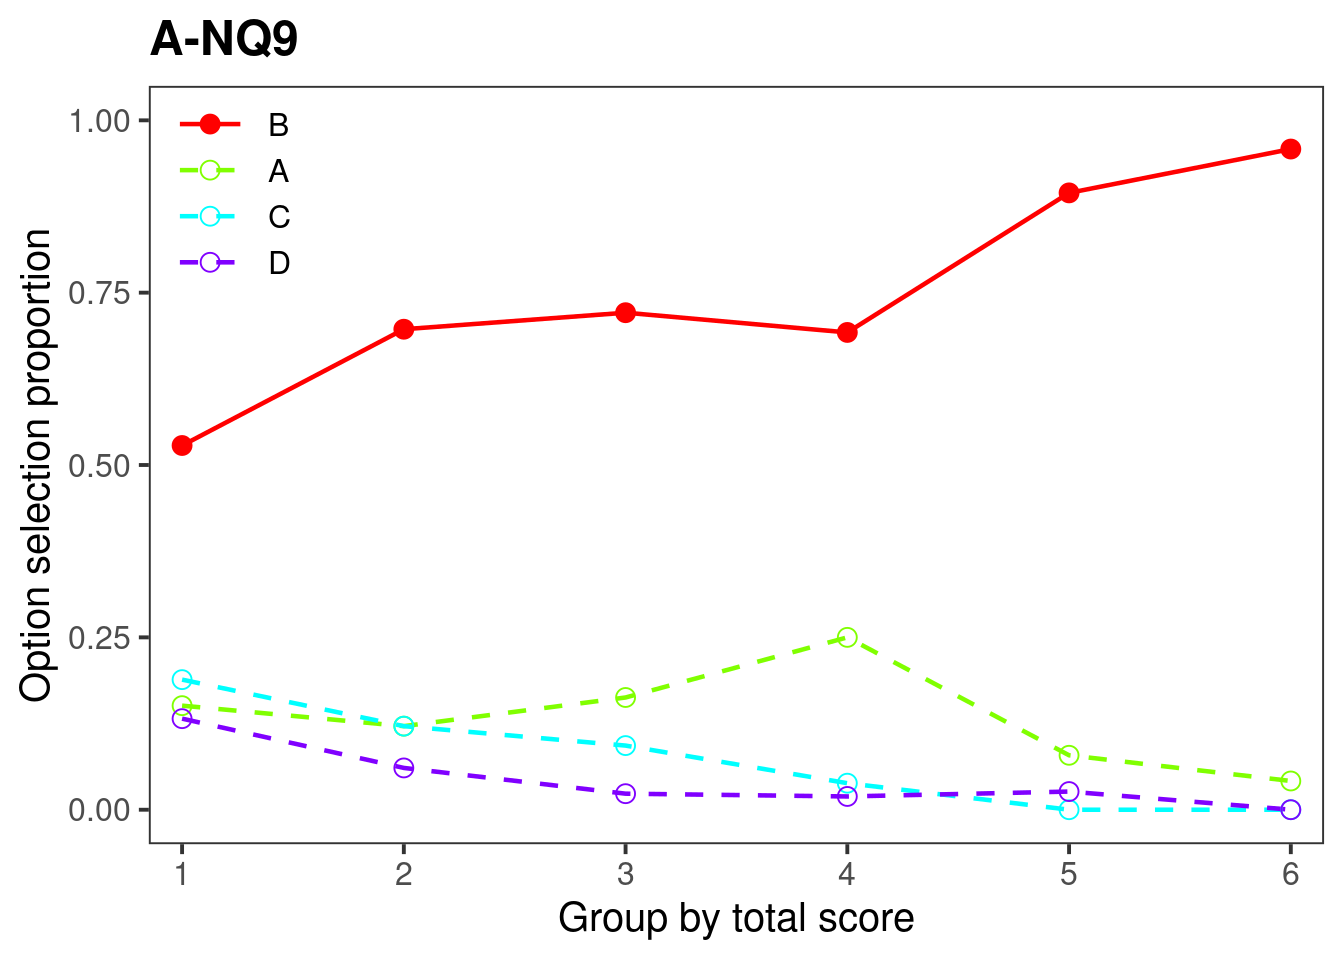 A-NQ9
1.00
0.75
0.50
0.25
0.00
Option selection proportion
B
A
C
D
1 2 3 4 5 6
Group by total score